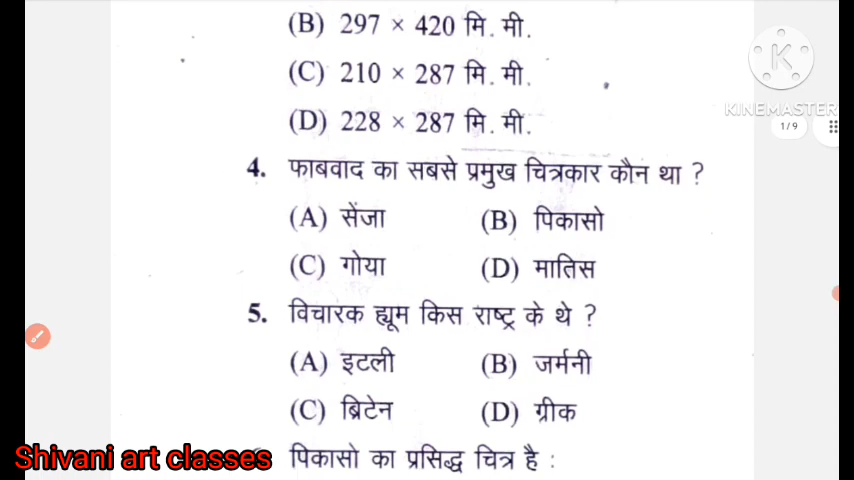 (B) 297 × 420 मि. मी.
(C) 210 × 287 मि. मी.
KINEMASTER
1/9
(D) 228 × 287 मि. मी.
4. फाबवाद का सबसे प्रमुख चित्रकार कौन था ?
(A) सेंजा (B) पिकासो
(C) गोया (D) मातिस
5. विचारक ह्यूम किस राष्ट्र के थे ?
(A) इटली (B) जर्मनी
(C) ब्रिटेन (D) ग्रीक
Shivani art classes
पिकासो का प्रसिद्ध चित्र है :